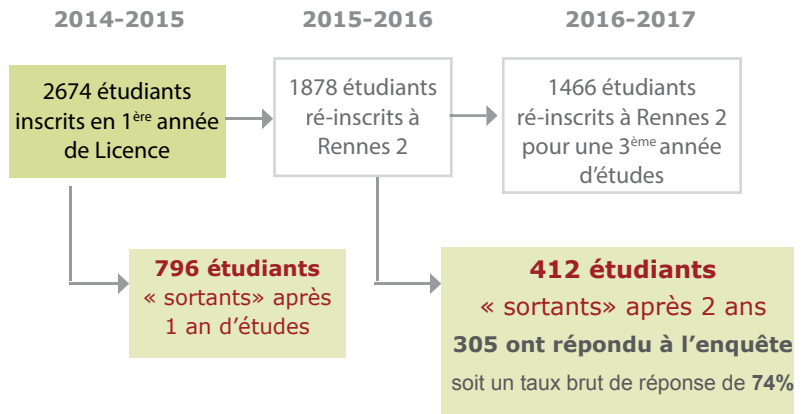 2014-2015
2015-2016
2016-2017
2674 étudiants
inscrits en 1ère année
de Licence
1878 étudiants
ré-inscrits à
Rennes 2
1466 étudiants
ré-inscrits à Rennes 2
pour une 3ème année
d'études
796 étudiants
« sortants» après
1 an d'études
412 étudiants
« sortants» après 2 ans
305 ont répondu à l'enquête
soit un taux brut de réponse de 74%